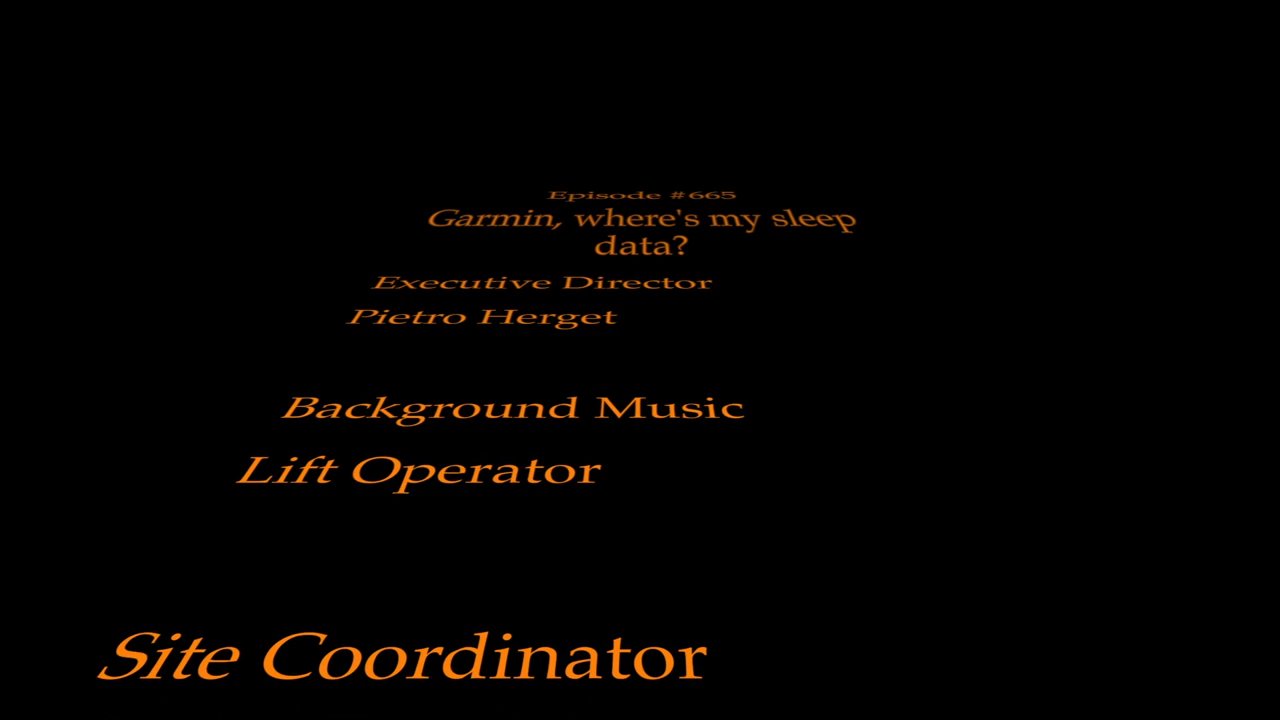 Episode #665
Garmin, where's my sleep
data?
Executive Director
Pietro Herget
Background Music
Lift Operator
Site Coordinator